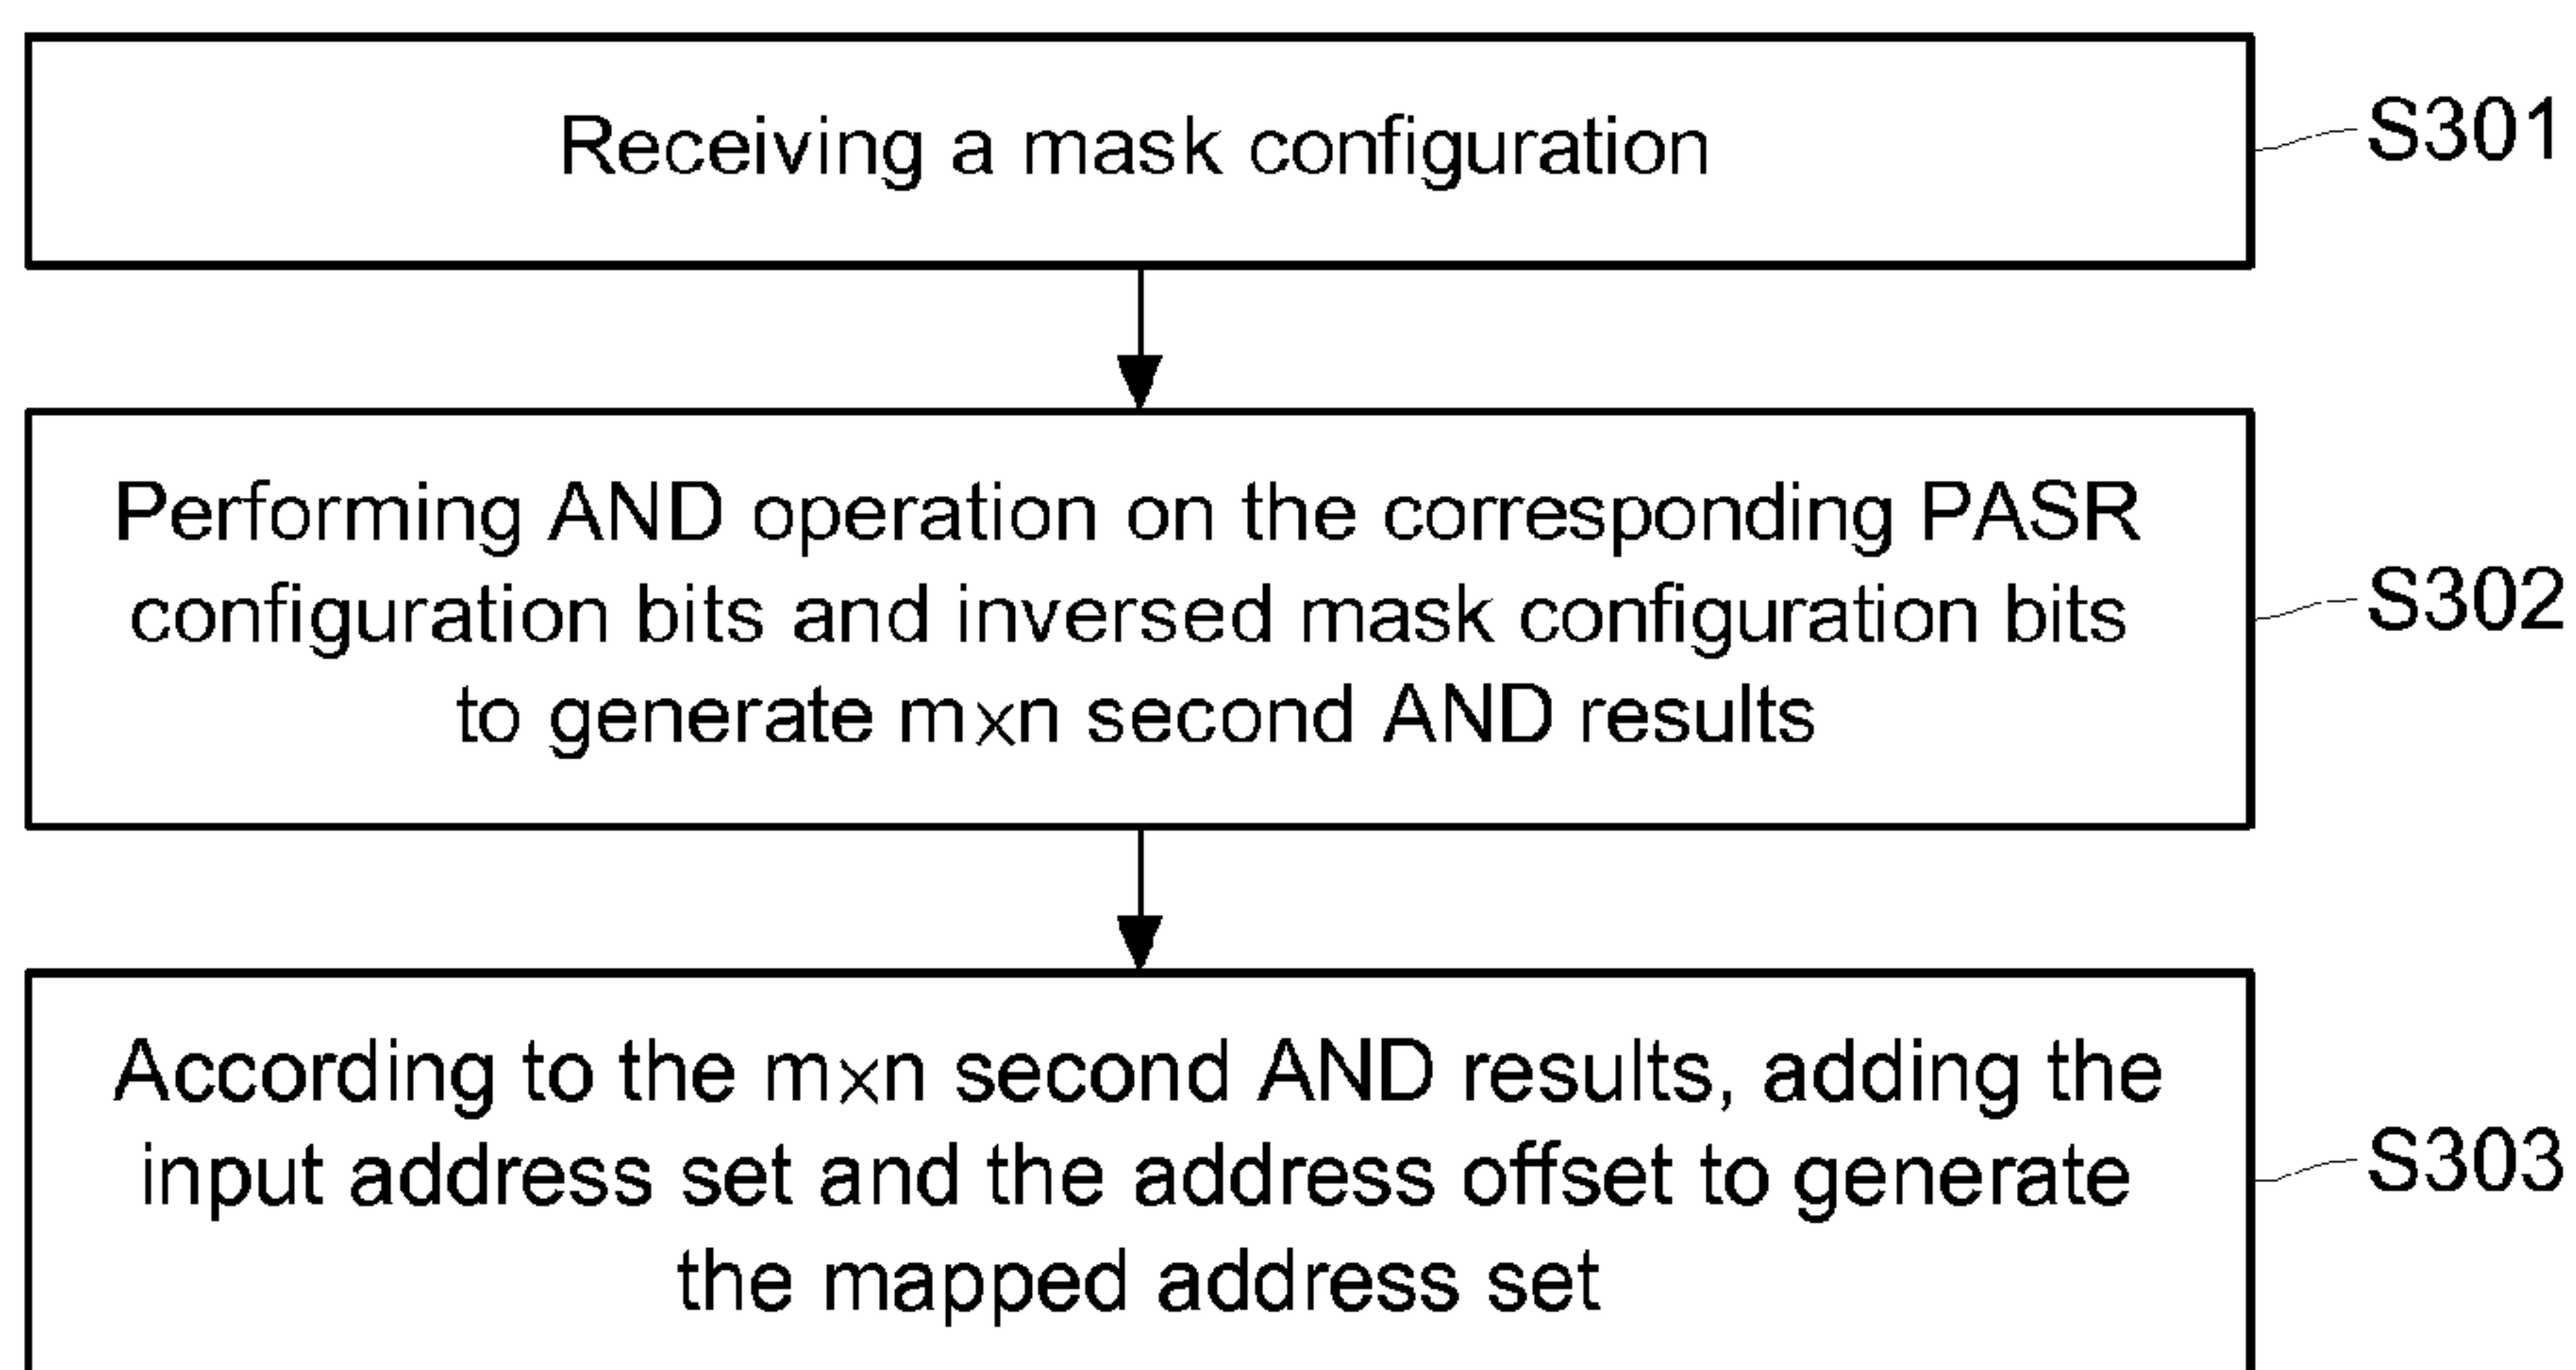 Receiving a mask configuration
S301
Performing AND operation on the corresponding PASR
configuration bits and inversed mask configuration bits
to generate m×n second AND results
S302
According to the m×n second AND results, adding the
input address set and the address offset to generate
the mapped address set
S303